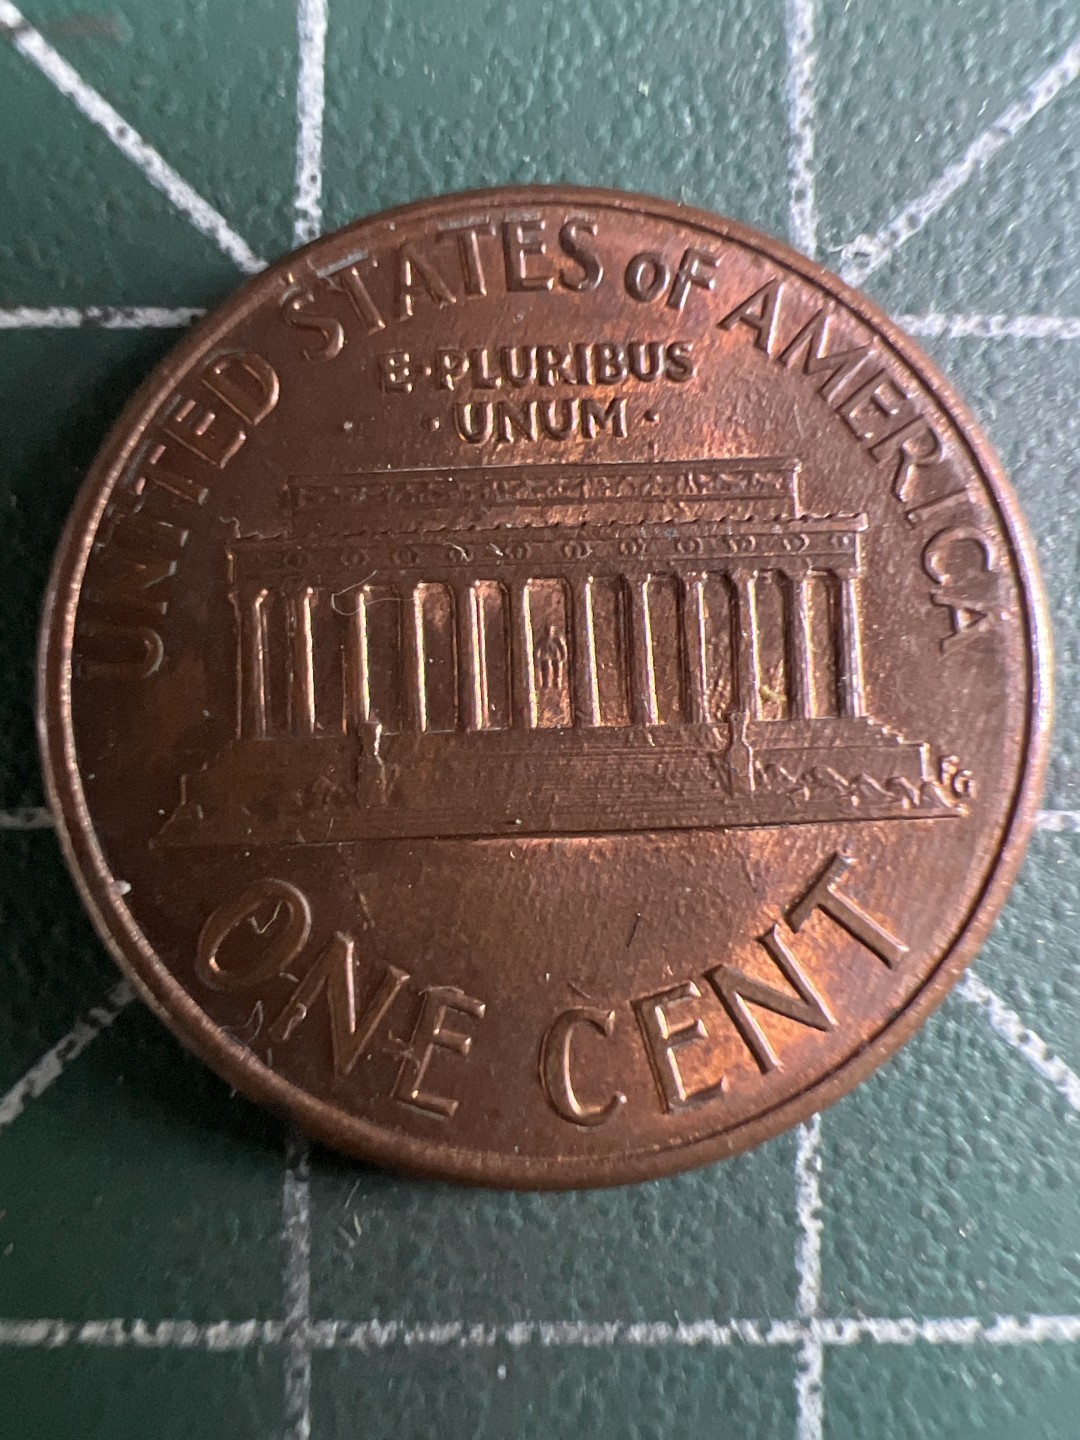 UNITED STATES OF AMERICA
E·PLURIBUS
·UNUM·
FG
ONE CENT